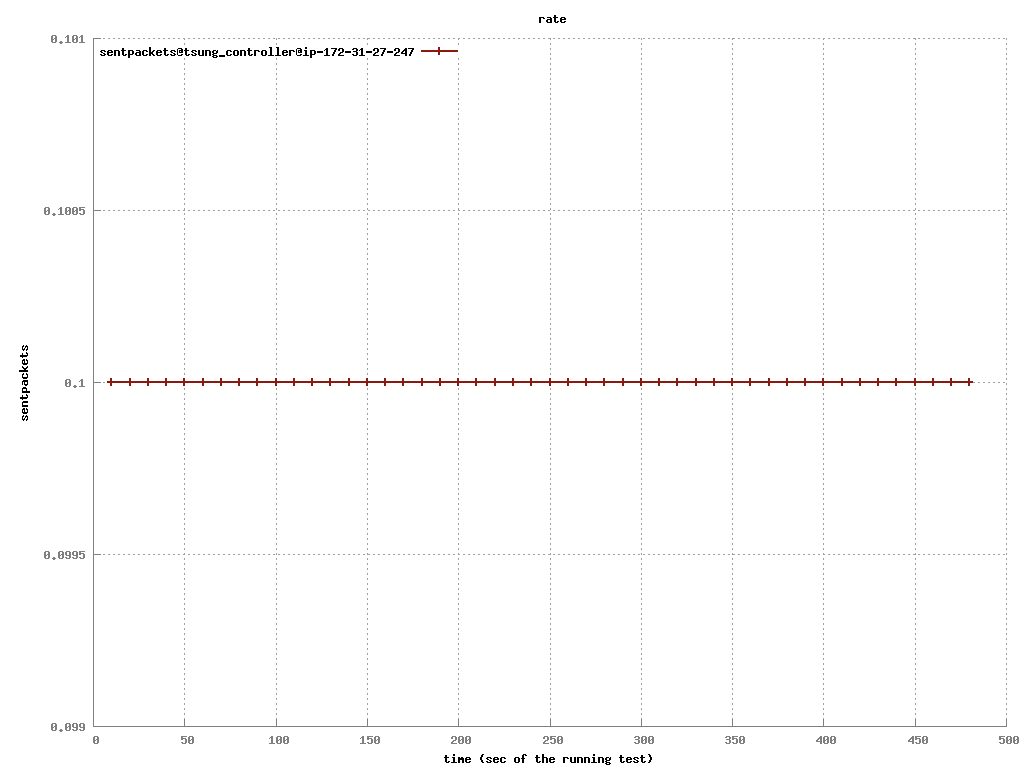 rate
0.101
sentpackets@tsung_controller@ip-172-31-27-247
0.1005
0.1
0.0995
0.099
sentpackets
0 50 100 150 200 250 300 350 400 450 500
time (sec of the running test)